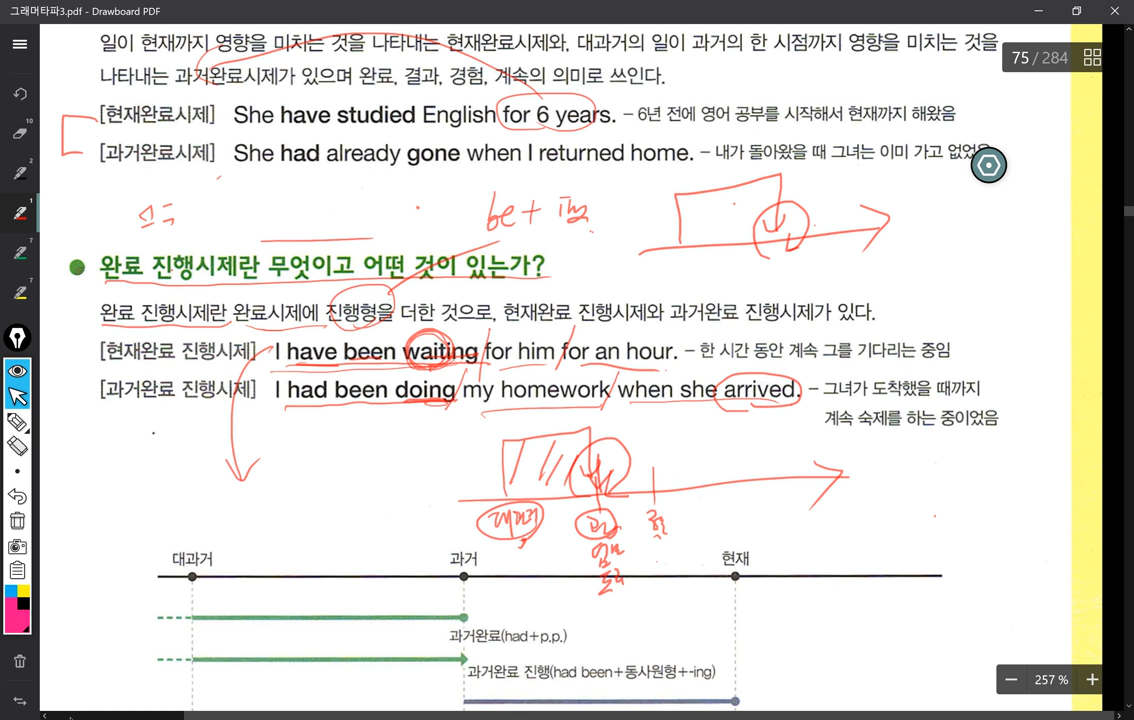 그래머타파3.pdf - Drawboard PDF
일이 현재까지 영향을 미치는 것을 나타내는 현재완료시제와, 대과거의 일이 과거의 한 시점까지 영향을 미치는 것을
75 / 284
나타내는 과거완료시제가 있으며 완료, 결과, 경험, 계속의 의미로 쓰인다.
[현재완료시제] She have studied English for 6 years. – 6년 전에 영어 공부를 시작해서 현재까지 해왔음
[과거완료시제] She had already gone when I returned home. – 내가 돌아왔을 때 그녀는 이미 가고 없었음
be +
완료 진행시제란 무엇이고 어떤 것이 있는가?
완료 진행시제란 완료시제에 진행형을 더한 것으로, 현재완료 진행시제와 과거완료 진행시제가 있다.
[현재완료 진행시제] I have been waiting for him for an hour. – 한 시간 동안 계속 그를 기다리는 중임
[과거완료 진행시제] I had been doing my homework when she arrived. – 그녀가 도착했을 때까지
계속 숙제를 하는 중이었음
대과거 과거 현재
과거완료(had+p.p.)
과거완료 진행(had been+동사원형+-ing)
257 %
10
2
1
7
7